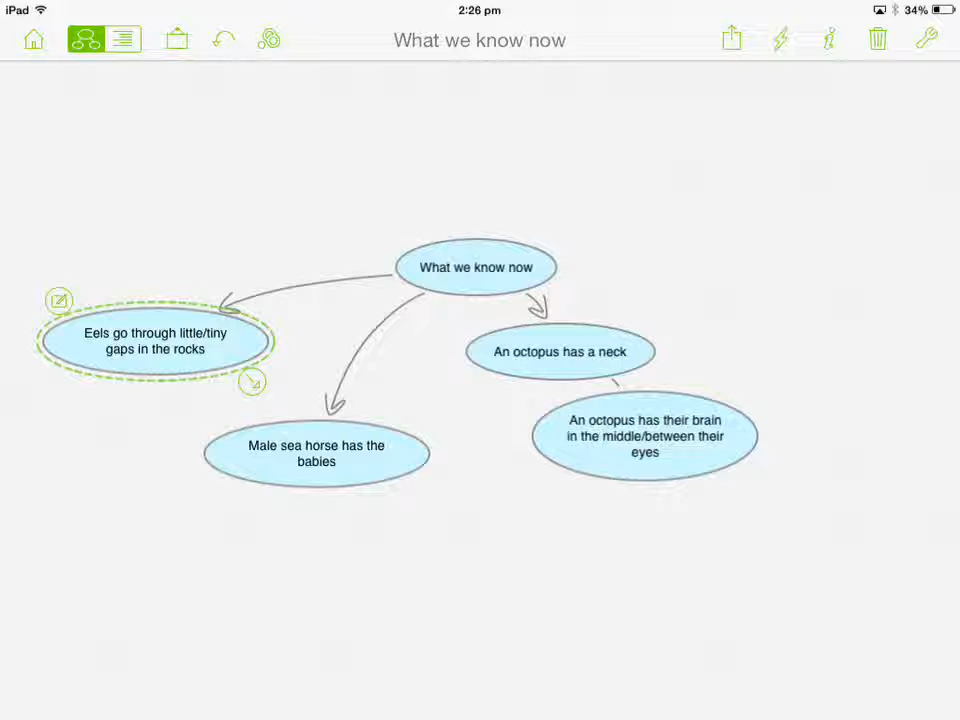 iPad
2:26 pm
34%
What we know now
What we know now
Eels go through little/tiny
gaps in the rocks
An octopus has a neck
An octopus has their brain
in the middle/between their
eyes
Male sea horse has the
babies